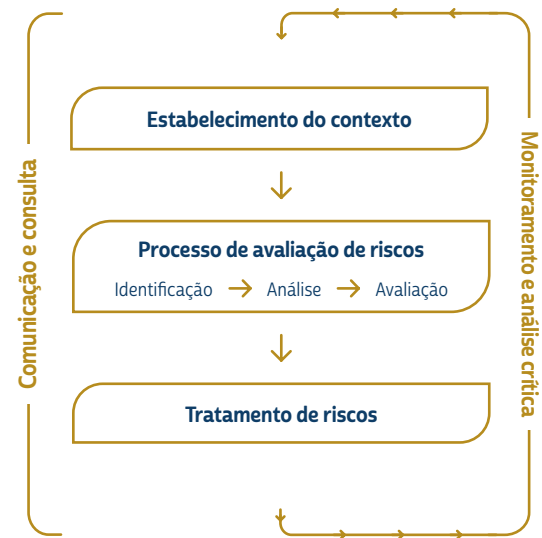 Comunicação e consulta
Estabelecimento do contexto
Processo de avaliação de riscos
Identificação → Análise → Avaliação
Tratamento de riscos
Monitoramento e análise crítica